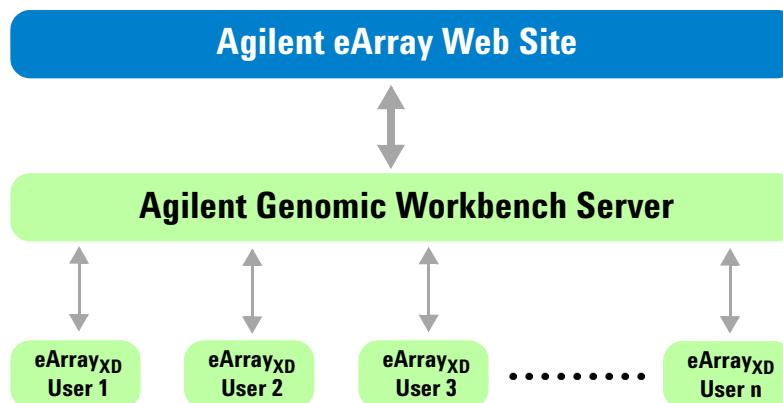 Agilent eArray Web Site
Agilent Genomic Workbench Server
eArrayXD
User 1
eArrayXD
User 2
eArrayXD
User 3
eArrayXD
User n